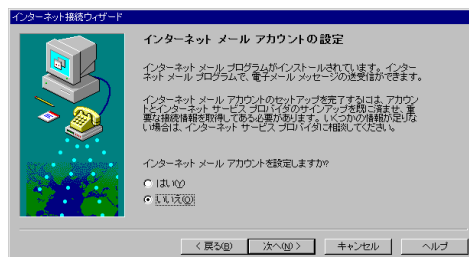 インターネット接続ウィザード
インターネット メール アカウントの設定
インターネット メール プログラムがインストールされています。インター
ネット メール プログラムで、電子メール メッセージの送受信ができます。
インターネット メール アカウントのセットアップを完了するには、アカウン
トとインターネット サービス プロバイダのサインアップを既に済ませ、重
要な接続情報を取得してある必要があります。いくつかの情報が足りな
い場合は、インターネット サービス プロバイダに相談してください。
インターネット メール アカウントを設定しますか?
はい(Y)
いいえ(O)
< 戻る(B) 次へ(N) > キャンセル ヘルプ